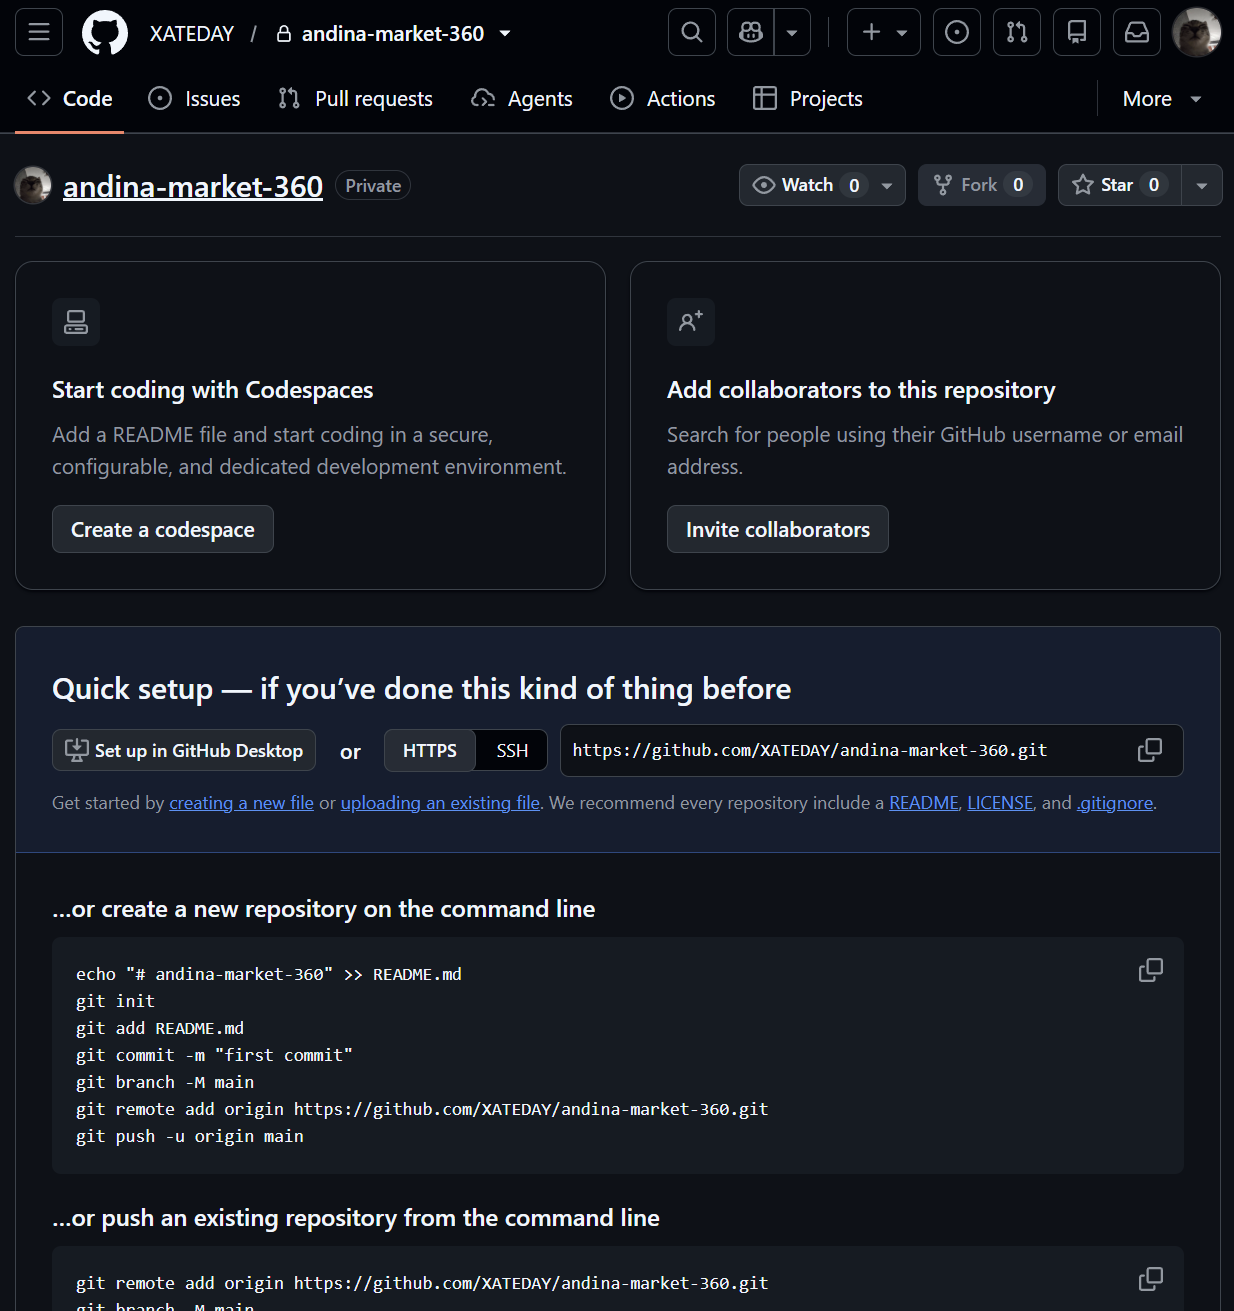 XATEDAY / andina-market-360
Code Issues Pull requests Agents Actions Projects More
andina-market-360 Private Watch 0 Fork 0 Star 0
Start coding with Codespaces
Add a README file and start coding in a secure,
configurable, and dedicated development environment.
Create a codespace
Add collaborators to this repository
Search for people using their GitHub username or email
address.
Invite collaborators
Quick setup — if you’ve done this kind of thing before
Set up in GitHub Desktop or HTTPS SSH https://github.com/XATEDAY/andina-market-360.git
Get started by creating a new file or uploading an existing file. We recommend every repository include a README, LICENSE, and .gitignore.
…or create a new repository on the command line
echo "# andina-market-360" >> README.md
git init
git add README.md
git commit -m "first commit"
git branch -M main
git remote add origin https://github.com/XATEDAY/andina-market-360.git
git push -u origin main
…or push an existing repository from the command line
git remote add origin https://github.com/XATEDAY/andina-market-360.git
git branch -M main